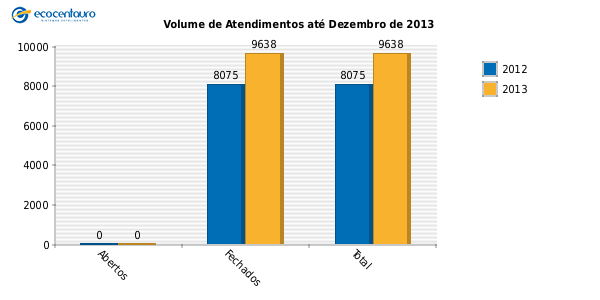 ecocentauro
Volume de Atendimentos até Dezembro de 2013
10000
8000
6000
4000
2000
0
0
0
8075
9638
8075
9638
Abertos
Fechados
Total
2012
2013